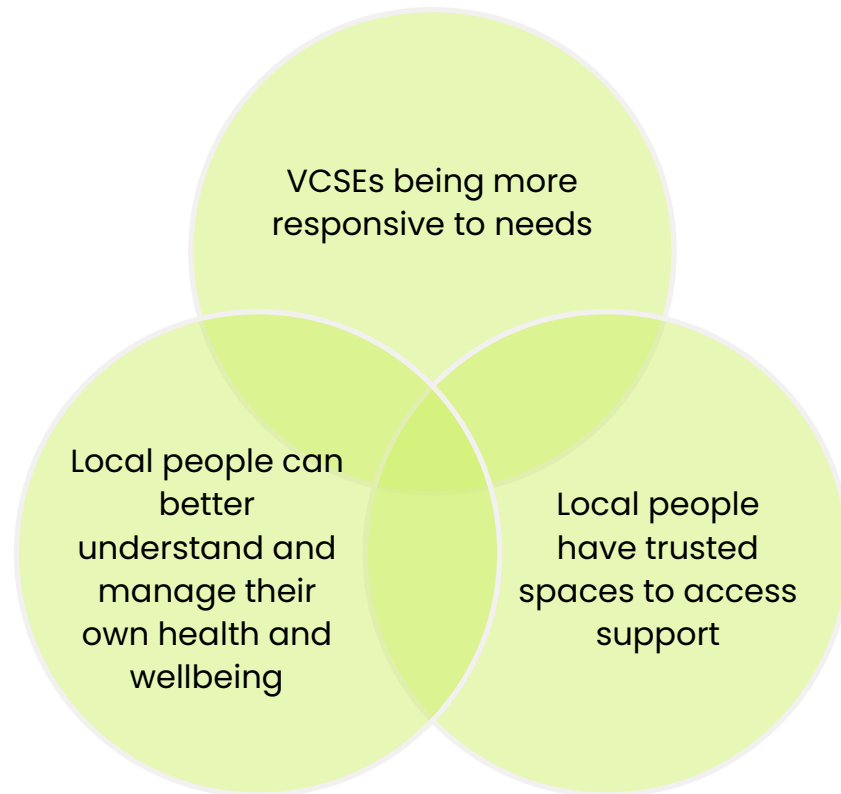 VCSEs being more
responsive to needs
Local people can
better
understand and
manage their
own health and
wellbeing
Local people
have trusted
spaces to access
support